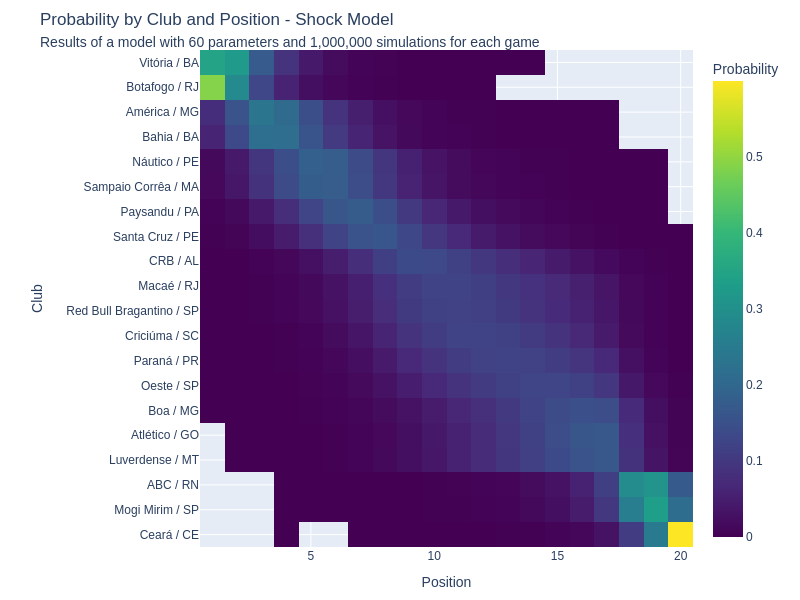 Probability by Club and Position - Shock Model
Results of a model with 60 parameters and 1,000,000 simulations for each game
Probability
Vitória / BA
Botafogo / RJ
América / MG
Bahia / BA
Náutico / PE
Sampaio Corrêa / MA
Paysandu / PA
Santa Cruz / PE
CRB / AL
Macaé / RJ
Red Bull Bragantino / SP
Criciúma / SC
Paraná / PR
Oeste / SP
Boa / MG
Atlético / GO
Luverdense / MT
ABC / RN
Mogi Mirim / SP
Ceará / CE
Club
5
10
15
20
Position
0.5
0.4
0.3
0.2
0.1
0